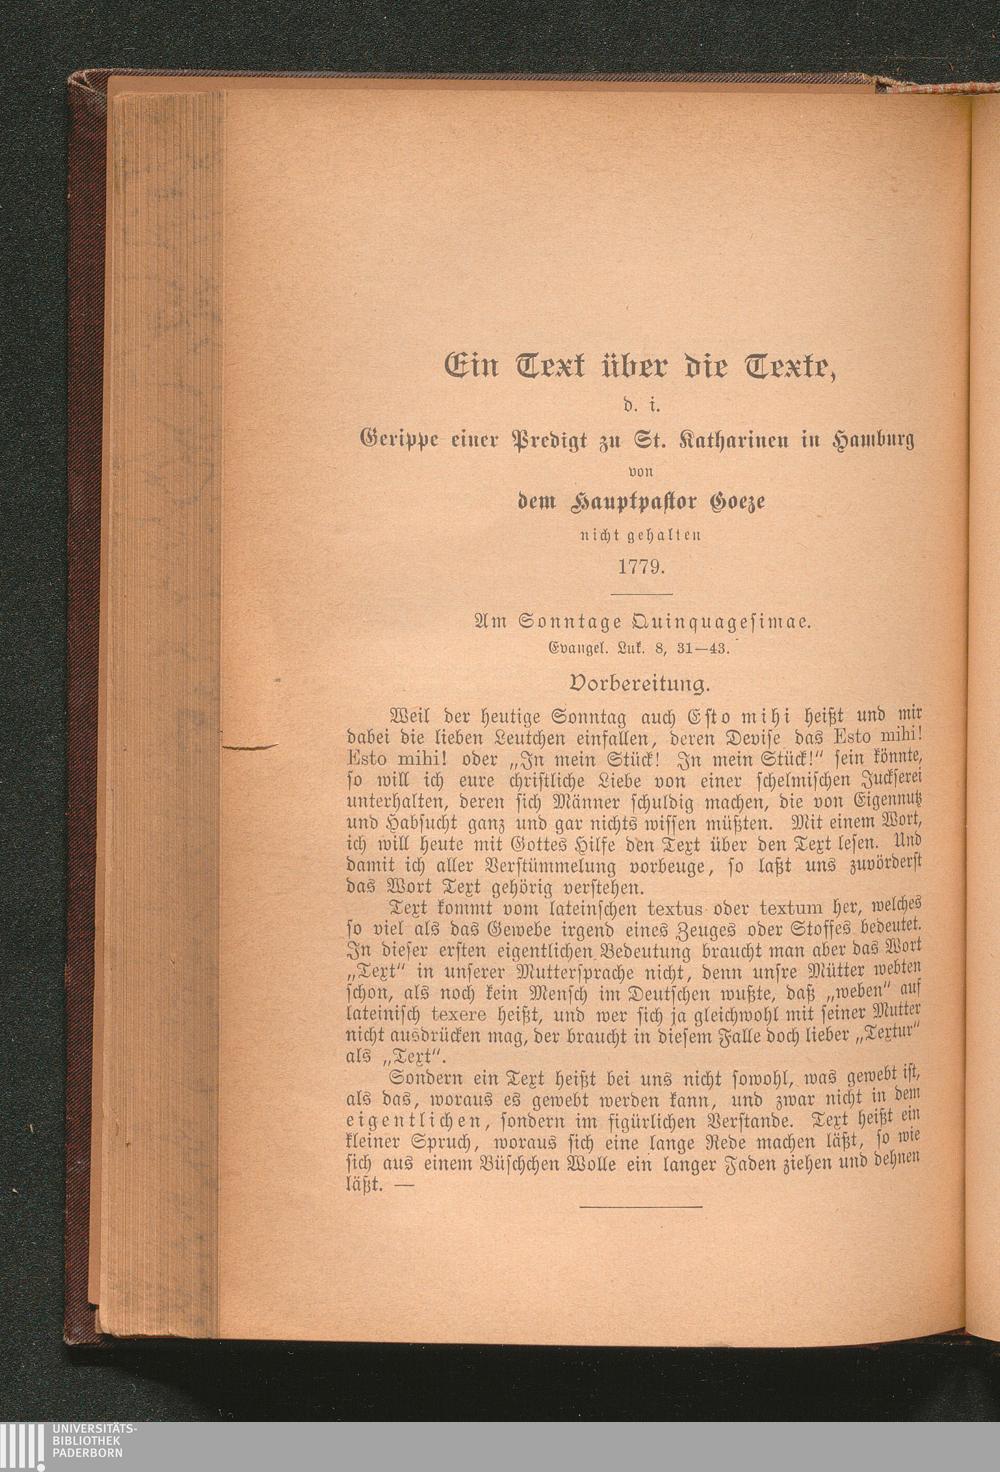 Ein Text über die Texte,
d. i.
Gerippe einer Predigt zu St. Katharinen in Hamburg
von
dem Hauptpastor Goeze
nicht gehalten
1779.
Am Sonntage Quinquagesimae.
Evangel. Luk. 8, 31—43.
Vorbereitung.
Weil der heutige Sonntag auch Esto mihi heißt und mir
dabei die lieben Leutchen einfallen, deren Devise das Esto mihi!
Esto mihi! oder „In mein Stück! In mein Stück!“ sein könnte,
so will ich eure christliche Liebe von einer schelmischen Juckserei
unterhalten, deren sich Männer schuldig machen, die von Eigennutz
und Habsucht ganz und gar nichts wissen müßten. Mit einem Wort,
ich will heute mit Gottes Hilfe den Text über den Text lesen. Und
damit ich aller Verstümmelung vorbeuge, so laßt uns zuvörderst
das Wort Text gehörig verstehen.
Text kommt vom lateinschen textus oder textum her, welches
so viel als das Gewebe irgend eines Zeuges oder Stoffes bedeutet.
In dieser ersten eigentlichen Bedeutung braucht man aber das Wort
„Text“ in unserer Muttersprache nicht, denn unsre Mütter webten
schon, als noch kein Mensch im Deutschen wußte, daß „weben“ auf
lateinisch texere heißt, und wer sich ja gleichwohl mit seiner Mutter
nicht ausdrücken mag, der braucht in diesem Falle doch lieber „Textur“
als „Text“.
Sondern ein Text heißt bei uns nicht sowohl, was gewebt ist,
als das, woraus es gewebt werden kann, und zwar nicht in dem
eigentlichen, sondern im figürlichen Verstande. Text heißt ein
kleiner Spruch, woraus sich eine lange Rede machen läßt, so wie
sich aus einem Büschchen Wolle ein langer Faden ziehen und dehnen
läßt. —
UNIVERSITÄTS-
BIBLIOTHEK
PADERBORN